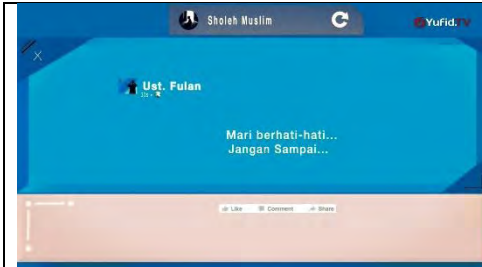 Sholeh Muslim
Yufid.TV
Ust. Fulan
Mari berhati-hati...
Jangan Sampai...
Like Comment Share